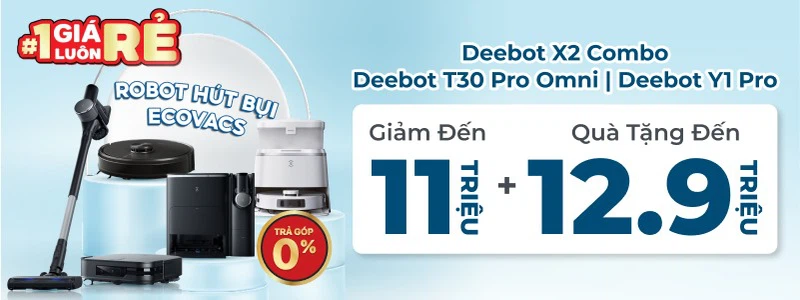 #1 GIÁ RẺ
LUÔN
ROBOT HÚT BỤI
ECOVACS
TRẢ GÓP
0%
Deebot X2 Combo
Deebot T30 Pro Omni | Deebot Y1 Pro
Giảm Đến
11 TRIỆU
+
Quà Tặng Đến
12.9 TRIỆU